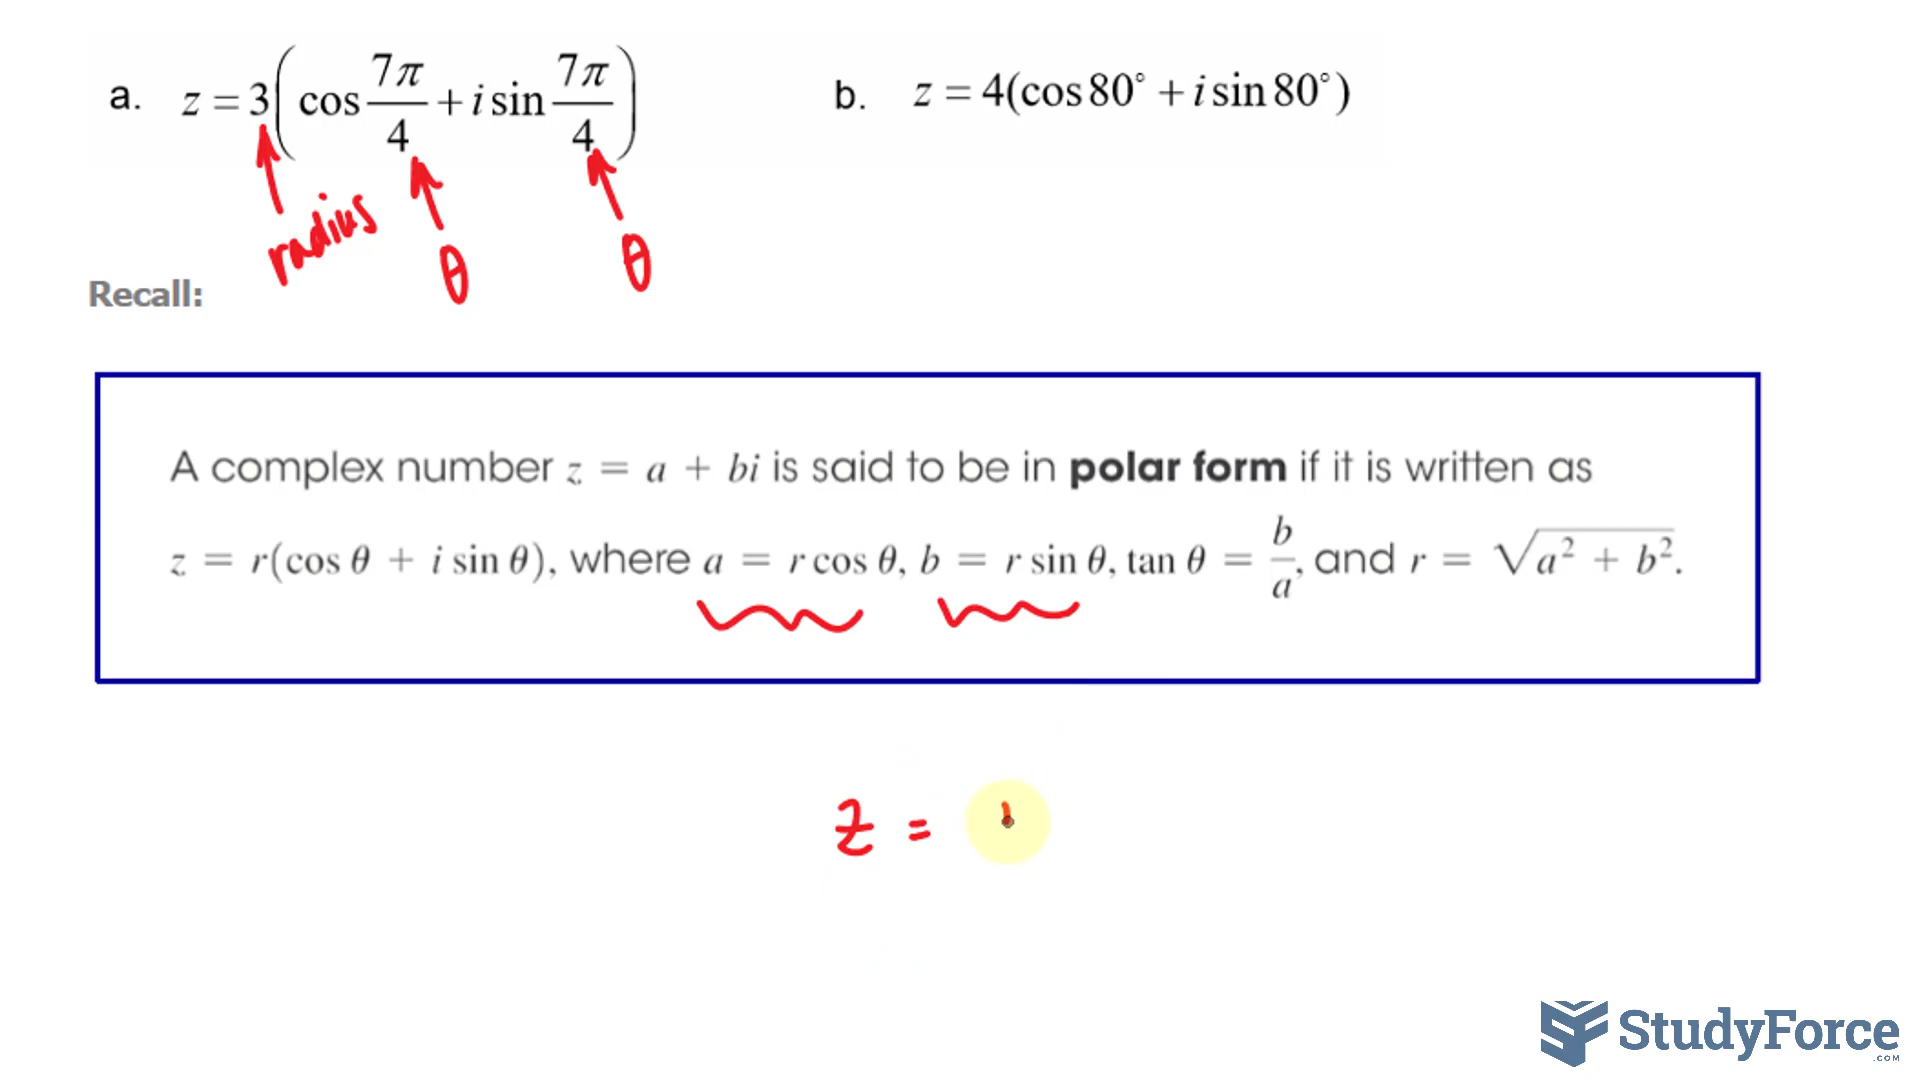 a. z = 3(cos 7π/4 + i sin 7π/4)
b. z = 4(cos 80° + i sin 80°)
radius
θ
θ
Recall:
A complex number z = a + bi is said to be in polar form if it is written as
z = r(cos θ + i sin θ), where a = r cos θ, b = r sin θ, tan θ = b/a, and r = √(a² + b²).
z =
StudyForce
.COM